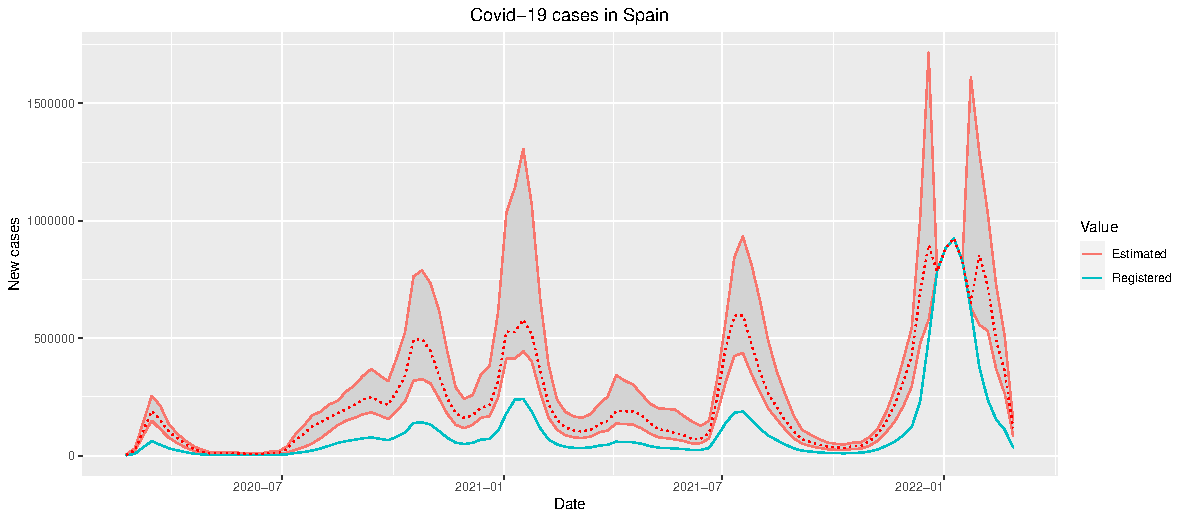 Covid−19 cases in Spain
New cases
1500000
1000000
500000
0
2020−07
2021−01
2021−07
2022−01
Date
Value
Estimated
Registered